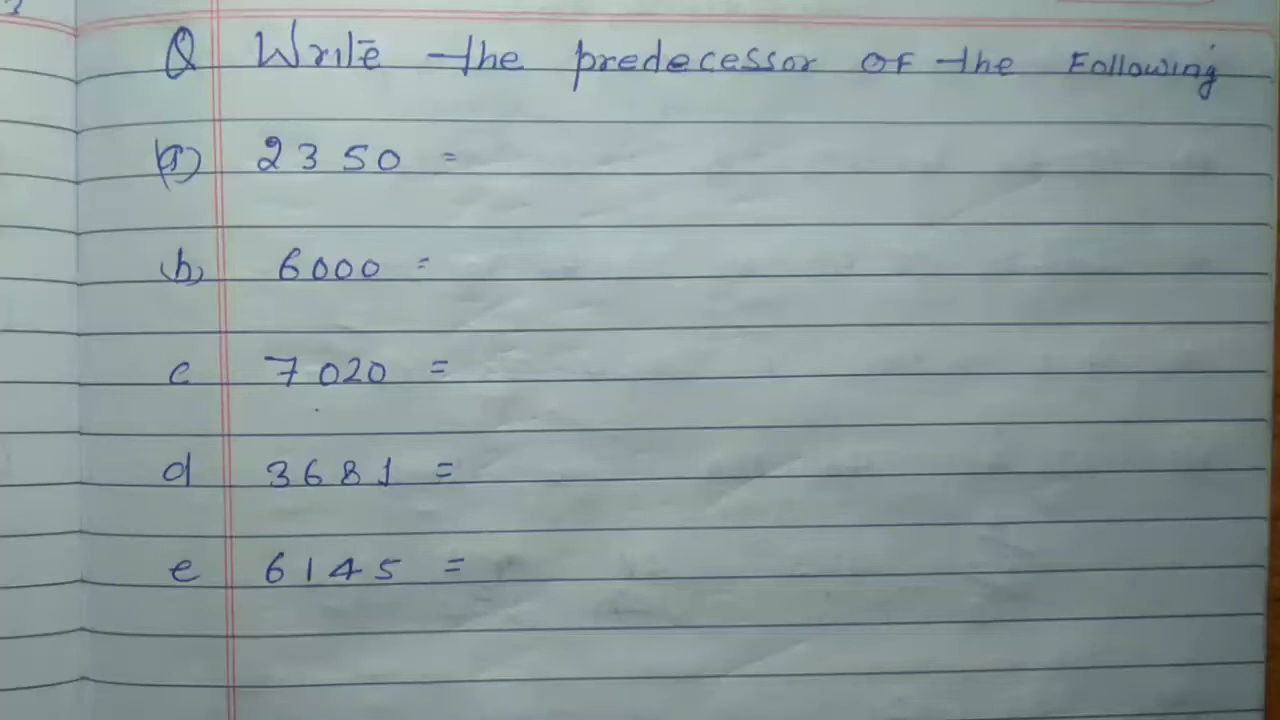 Q Write the predecessor of the Following
(a) 2350 =
(b) 6000 =
c 7020 =
d 3681 =
e 6145 =